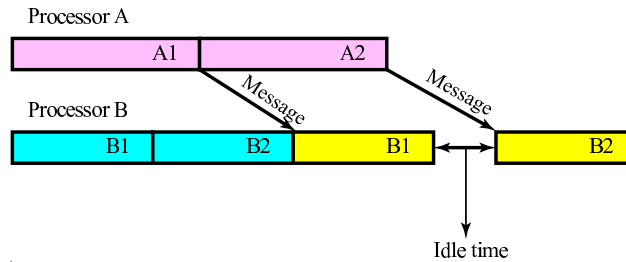 Processor A
A1
A2
Message
Message
Processor B
B1
B2
B1
B2
Idle time